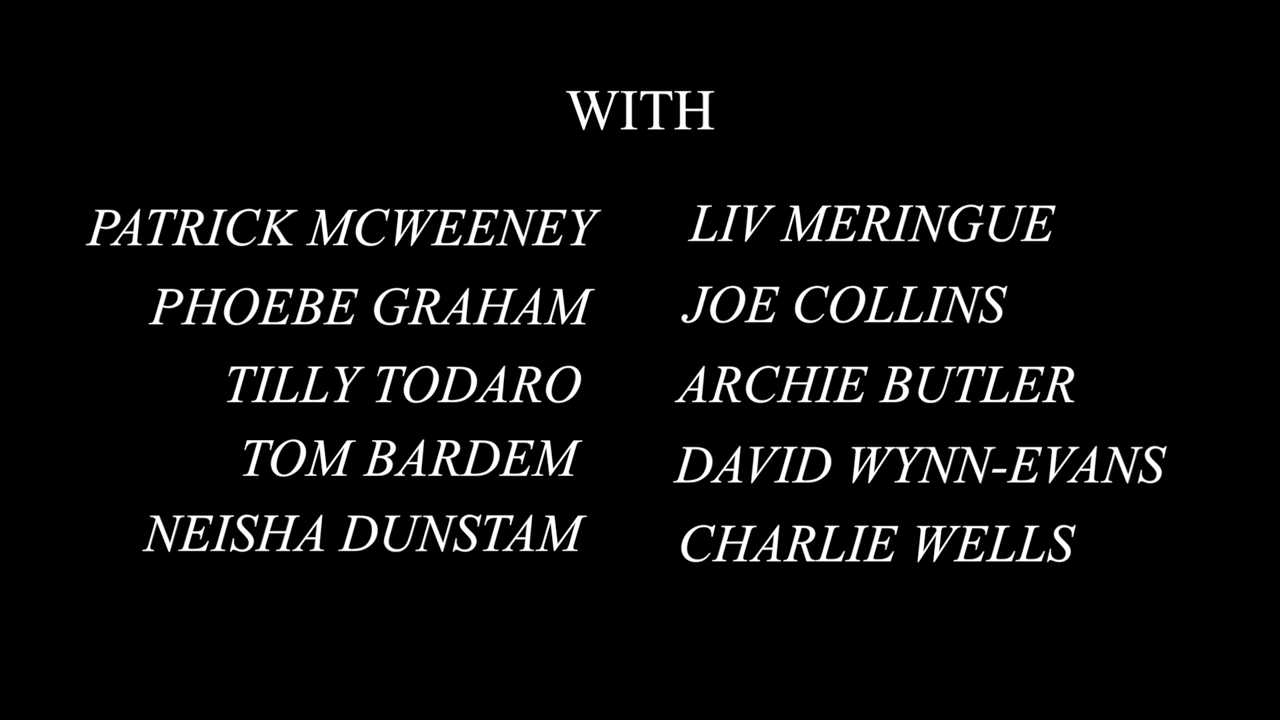 WITH
PATRICK MCWEENEY
PHOEBE GRAHAM
TILLY TODARO
TOM BARDEM
NEISHA DUNSTAM
LIV MERINGUE
JOE COLLINS
ARCHIE BUTLER
DAVID WYNN-EVANS
CHARLIE WELLS